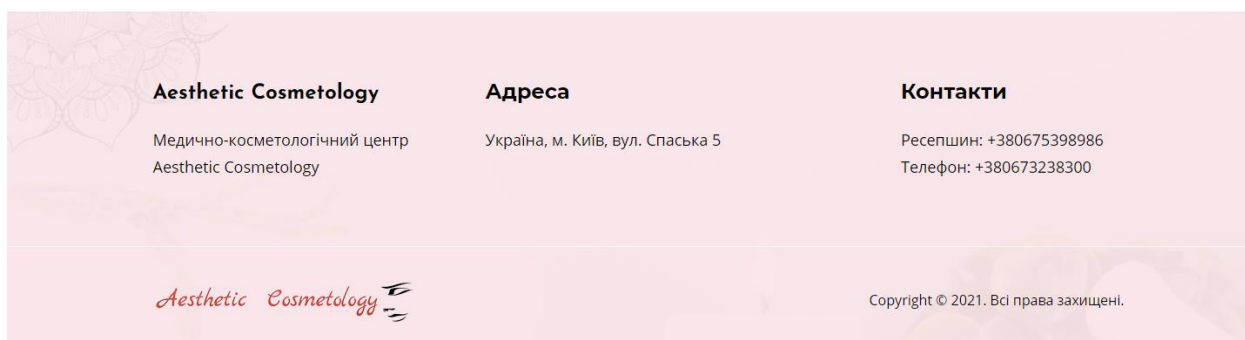 Aesthetic Cosmetology
Медично-косметологічний центр
Aesthetic Cosmetology
Адреса
Україна, м. Київ, вул. Спаська 5
Контакти
Ресепшин: +380675398986
Телефон: +380673238300
Aesthetic Cosmetology
Copyright © 2021. Всі права захищені.